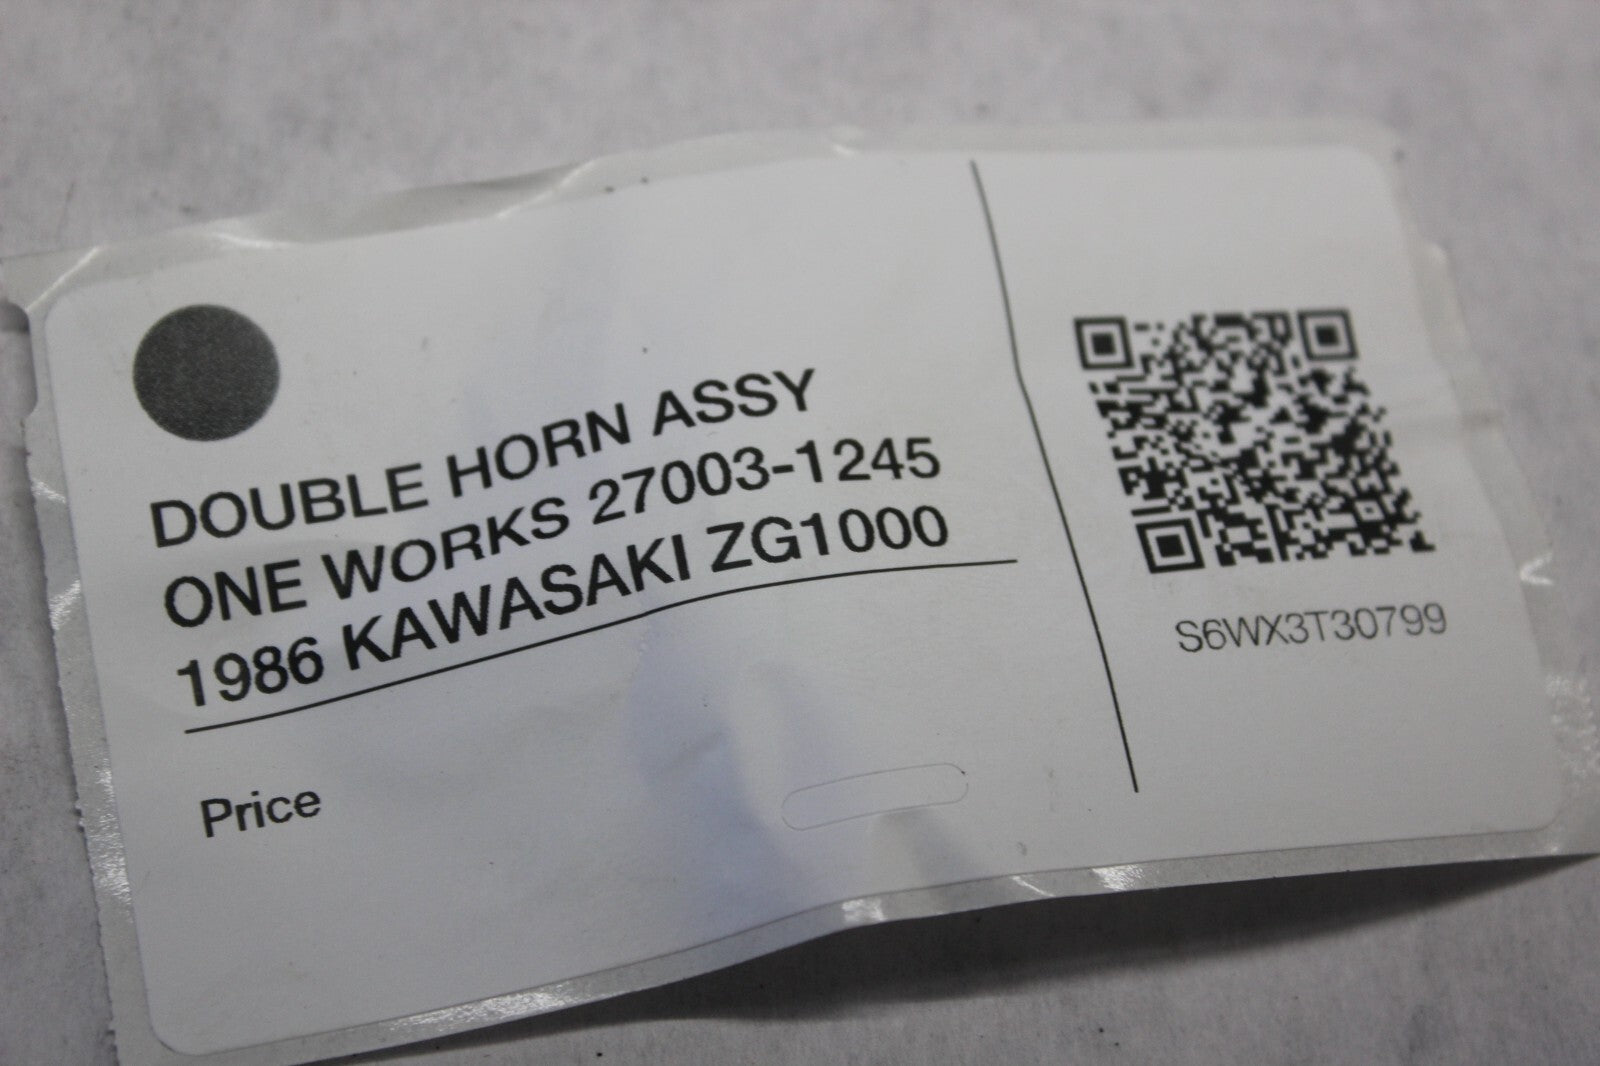 DOUBLE HORN ASSY
ONE WORKS 27003-1245
1986 KAWASAKI ZG1000
Price
S6WX3T30799